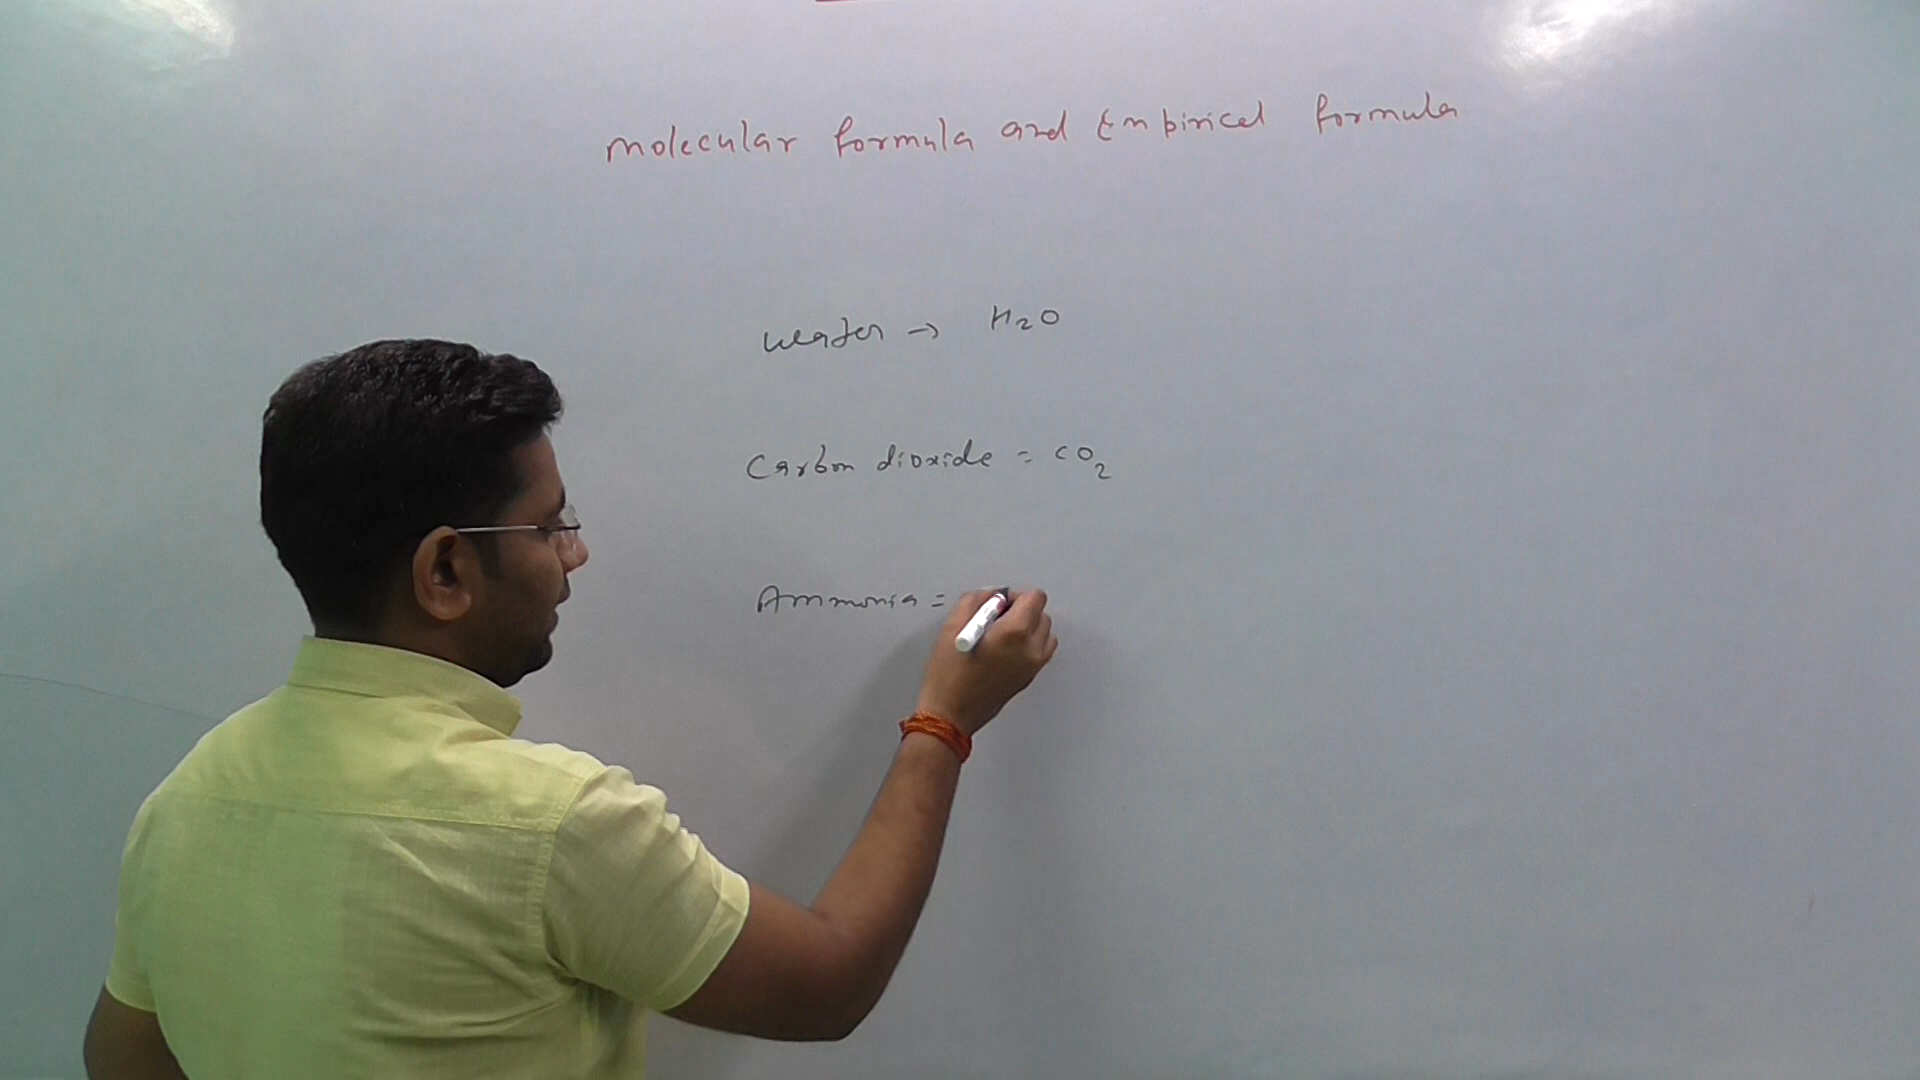 Molecular formula and Empirical formula
Water → H2O
Carbon dioxide = CO2
Ammonia =